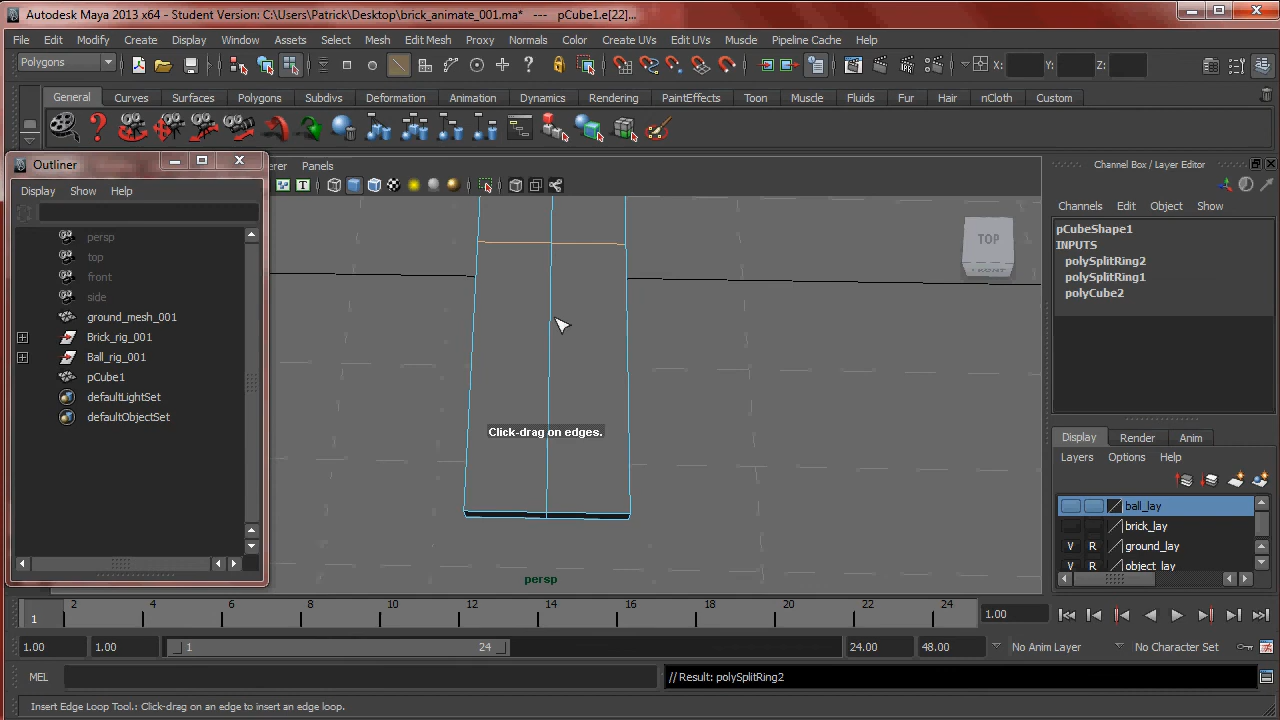 Autodesk Maya 2013 x64 - Student Version: C:\Users\Patrick\Desktop\brick_animate_001.ma*   ---   pCube1.e[22]...
File Edit Modify Create Display Window Assets Select Mesh Edit Mesh Proxy Normals Color Create UVs Edit UVs Muscle Pipeline Cache Help
Polygons X: Y: Z:
General Curves Surfaces Polygons Subdivs Deformation Animation Dynamics Rendering PaintEffects Toon Muscle Fluids Fur Hair nCloth Custom
Outliner
Panels
Channel Box / Layer Editor
Display Show Help
Channels Edit Object Show
persp
top
front
side
ground_mesh_001
Brick_rig_001
Ball_rig_001
pCube1
defaultLightSet
defaultObjectSet
TOP
FRONT
Click-drag on edges.
persp
pCubeShape1
INPUTS
polySplitRing2
polySplitRing1
polyCube2
Display Render Anim
Layers Options Help
ball_lay
brick_lay
V R ground_lay
V R object_lay
1 2 4 6 8 10 12 14 16 18 20 22 24 1.00
1.00 1.00 1 24 24.00 48.00 No Anim Layer No Character Set
MEL // Result: polySplitRing2
Insert Edge Loop Tool.: Click-drag on an edge to insert an edge loop.